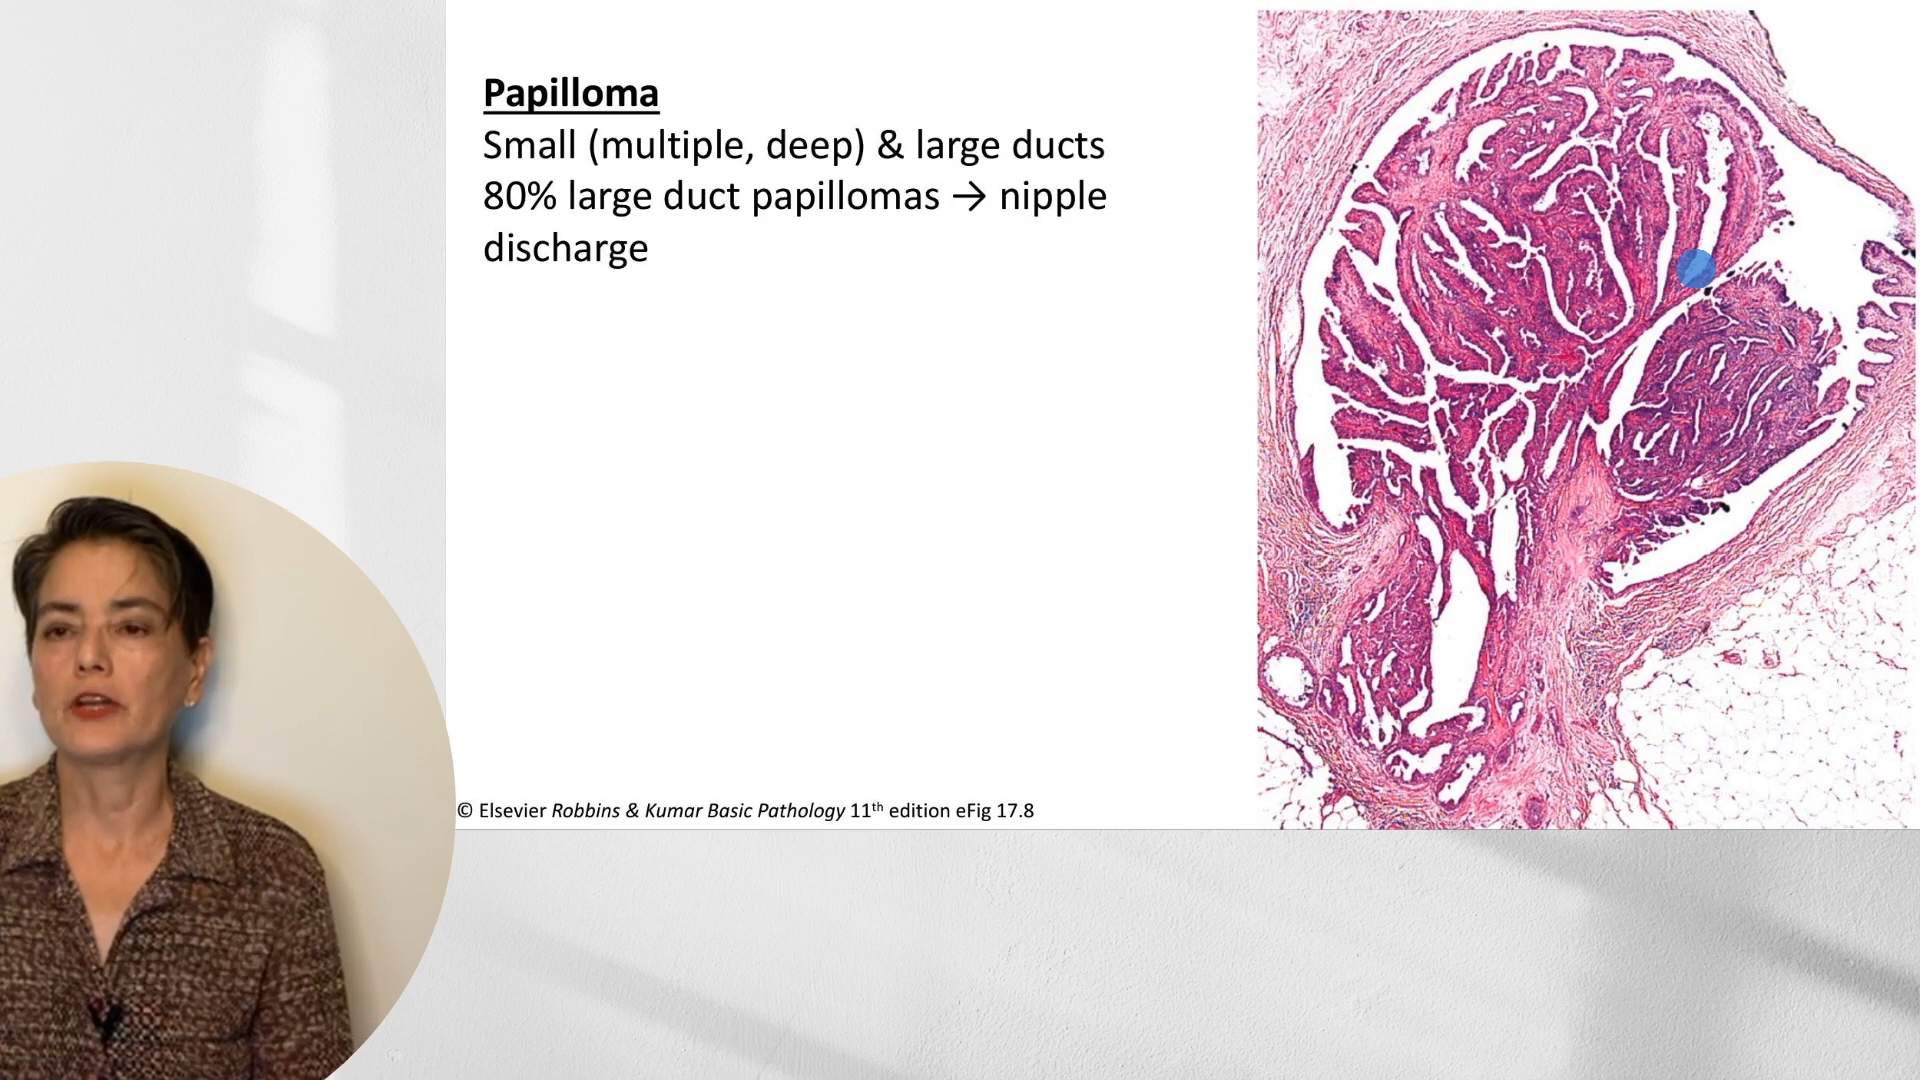 Papilloma
Small (multiple, deep) & large ducts
80% large duct papillomas → nipple
discharge
© Elsevier Robbins & Kumar Basic Pathology 11th edition eFig 17.8